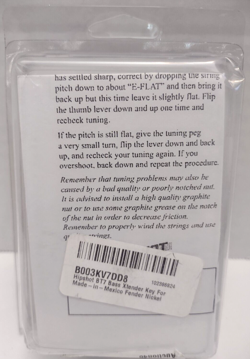 has settled sharp, correct by dropping the string
pitch down to about "E-FLAT" and then bring it
back up but this time leave it slightly flat. Flip
the thumb lever down and up one time and
recheck tuning.
If the pitch is still flat, give the tuning peg
a very small turn, flip the lever down and back
up, and recheck your tuning again. If you
overshoot, back down and repeat the procedure.
Remember that tuning problems may also be
caused by a bad quality or poorly notched nut.
It is advised to install a high quality graphite
nut or to use some graphite grease on the notch
of the nut in order to decrease friction.
Remember to properly wind the strings and use
B003KV7DD8
Hipshot BT7 Bass Xtender Key For
Made - in - Mexico Fender Nickel